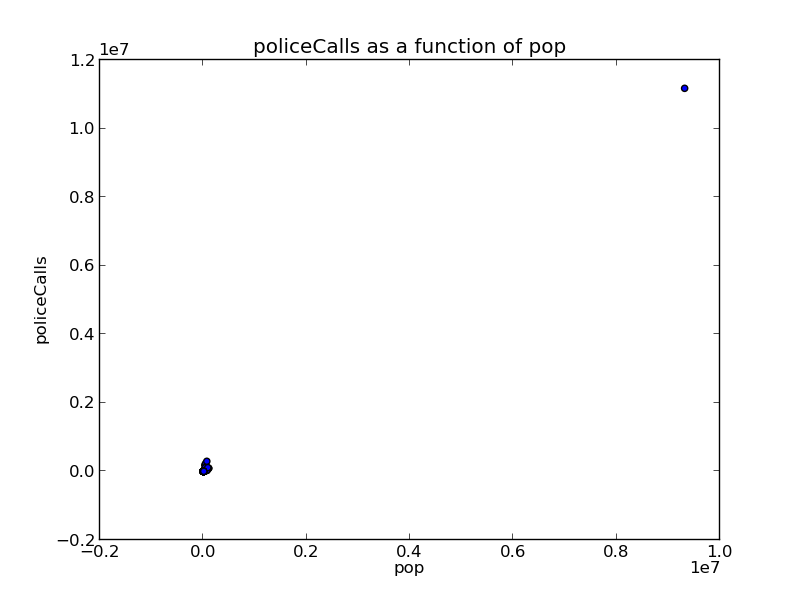 policeCalls as a function of pop
1e7
1.2
1.0
0.8
0.6
0.4
0.2
0.0
−0.2
policeCalls
−0.2 0.0 0.2 0.4 0.6 0.8 1.0
pop
1e7